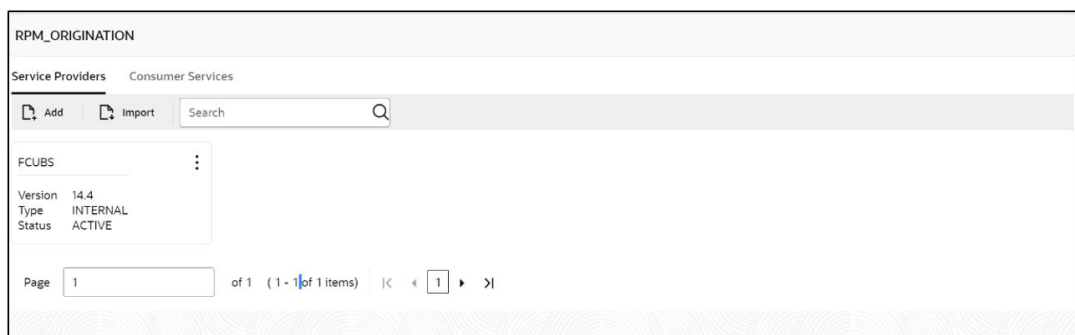 RPM_ORIGINATION
Service Providers Consumer Services
Add Import Search
FCUBS
Version 14.4
Type INTERNAL
Status ACTIVE
Page 1 of 1 (1 - 1 of 1 items) 1